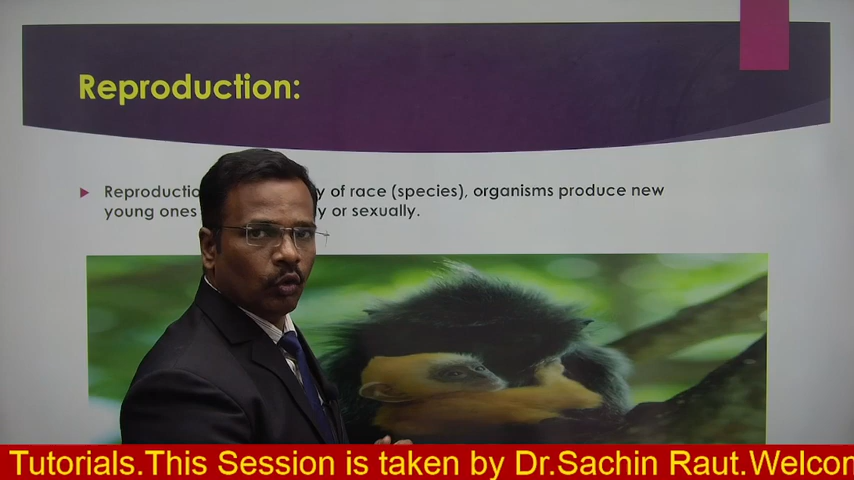 Reproduction:
Reproductio y of race (species), organisms produce new
young ones y or sexually.
Tutorials.This Session is taken by Dr.Sachin Raut.Welcon